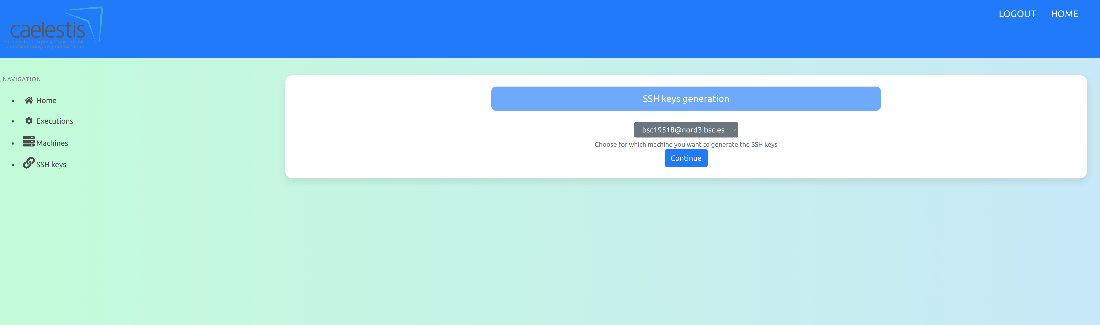 caelestis
LOGOUT HOME
NAVIGATION
Home
Executions
Machines
SSH keys
SSH keys generation
bsc19518@nord3.bsc.es
Choose for which machine you want to generate the SSH keys
Continue